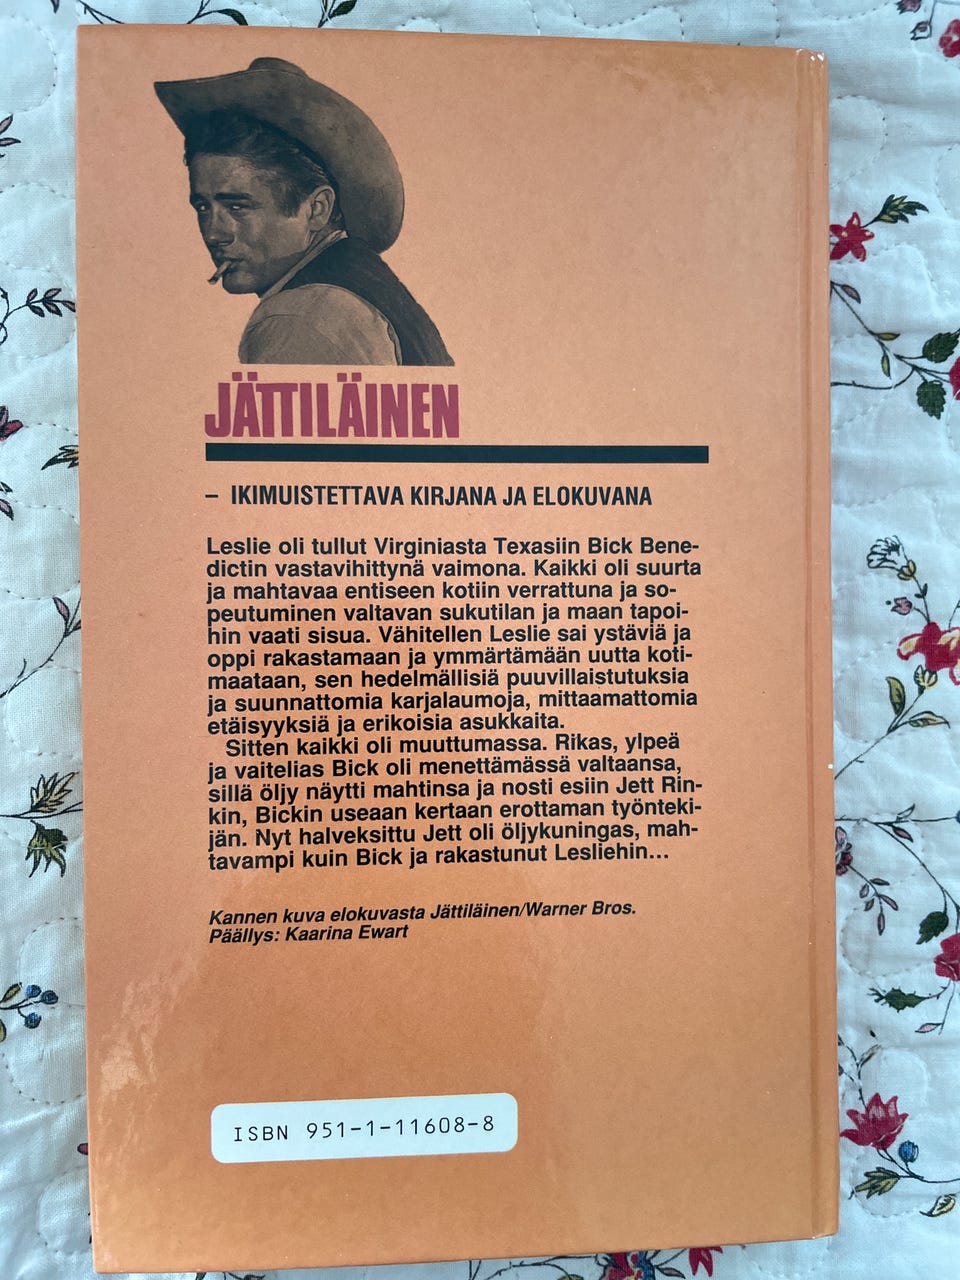 JÄTTILÄINEN
– IKIMUISTETTAVA KIRJANA JA ELOKUVANA
Leslie oli tullut Virginiasta Texasiin Bick Bene-
dictin vastavihittynä vaimona. Kaikki oli suurta
ja mahtavaa entiseen kotiin verrattuna ja so-
peutuminen valtavan sukutilan ja maan tapoi-
hin vaati sisua. Vähitellen Leslie sai ystäviä ja
oppi rakastamaan ja ymmärtämään uutta koti-
maataan, sen hedelmällisiä puuvillaistutuksia
ja suunnattomia karjalaumoja, mittaamattomia
etäisyyksiä ja erikoisia asukkaita.
Sitten kaikki oli muuttumassa. Rikas, ylpeä
ja vaitelias Bick oli menettämässä valtaansa,
sillä öljy näytti mahtinsa ja nosti esiin Jett Rin-
kin, Bickin useaan kertaan erottaman työnteki-
jän. Nyt halveksittu Jett oli öljykuningas, mah-
tavampi kuin Bick ja rakastunut Lesliehin...
Kannen kuva elokuvasta Jättiläinen/Warner Bros.
Päällys: Kaarina Ewart
ISBN 951-1-11608-8